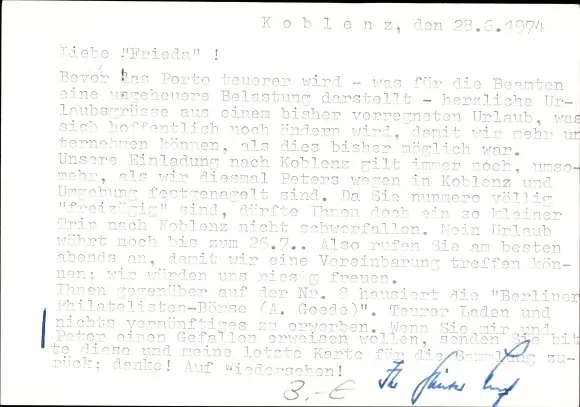 Koblenz, den 28.6.1974
Liebe "Frieda" !
Bevor das Porto teuerer wird - was für die Beamten
eine ungeheuere Belastung darstellt - herzliche Ur-
laubsgrüsse aus einem bisher verregneten Urlaub, was
sich hoffentlich noch ändern wird, damit wir mehr un
ternehmen können, als dies bisher möglich war.
Unsere Einladung nach Koblenz gilt immer noch, umso-
mehr, als wir diesmal Peters wegen in Koblenz und
Umgebung festgenagelt sind. Da Sie nunmero völlig
"freizügig" sind, dürfte Ihnen doch ein so kleiner
Trip nach Koblenz nicht schwerfallen. Mein Urlaub
währt noch bis zum 26.7.. Also rufen Sie am besten
abends an, damit wir eine Vereinbarung treffen kön-
nen; wir würden uns riesig freuen.
Ihnen gegenüber auf der Nr. 8 hausiert die "Berliner
Philatelisten-Börse (A. Goede)". Teurer Laden und
nichts vernünftiges zu erwerben. Wenn Sie mir und
Peter einen Gefallen erweisen wollen, senden Sie bit
te diese und meine letzte Karte für die Sammlung zu-
rück; danke! Auf Wiedersehen!
3.-€ Ihr Günter